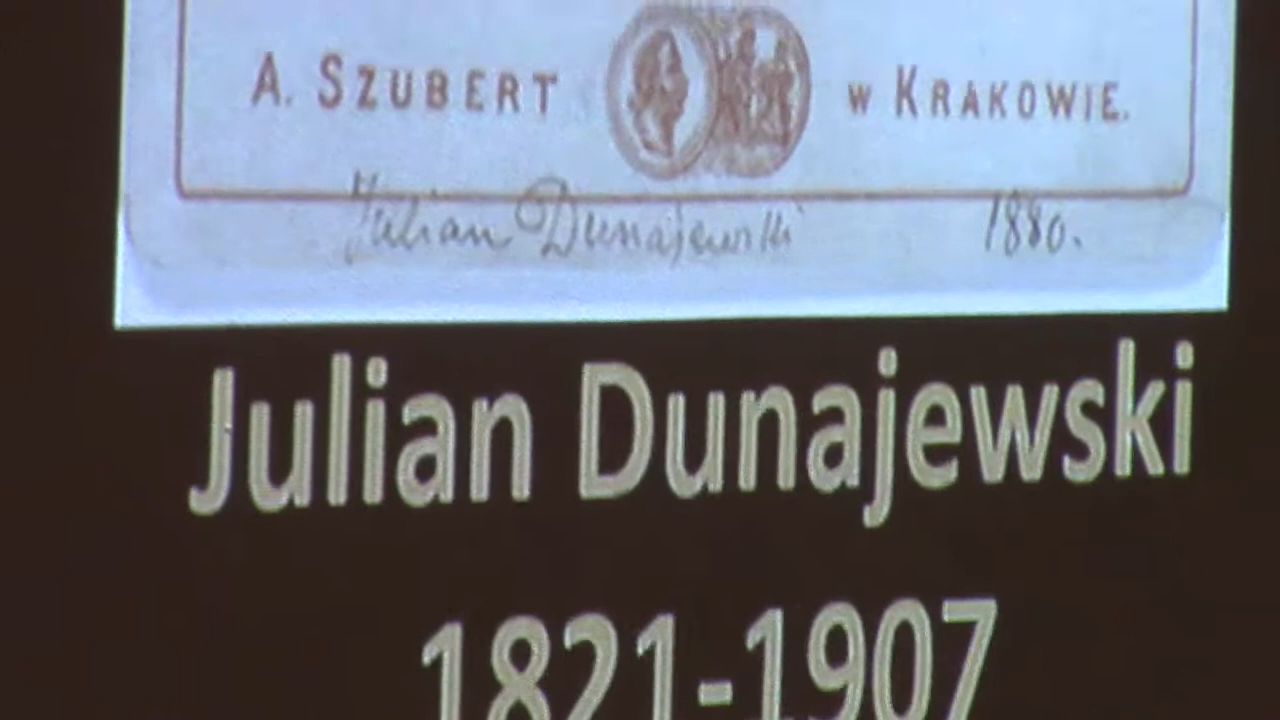 A. SZUBERT w KRAKOWIE.
Julian Dunajewski 1880.
Julian Dunajewski
1821-1907